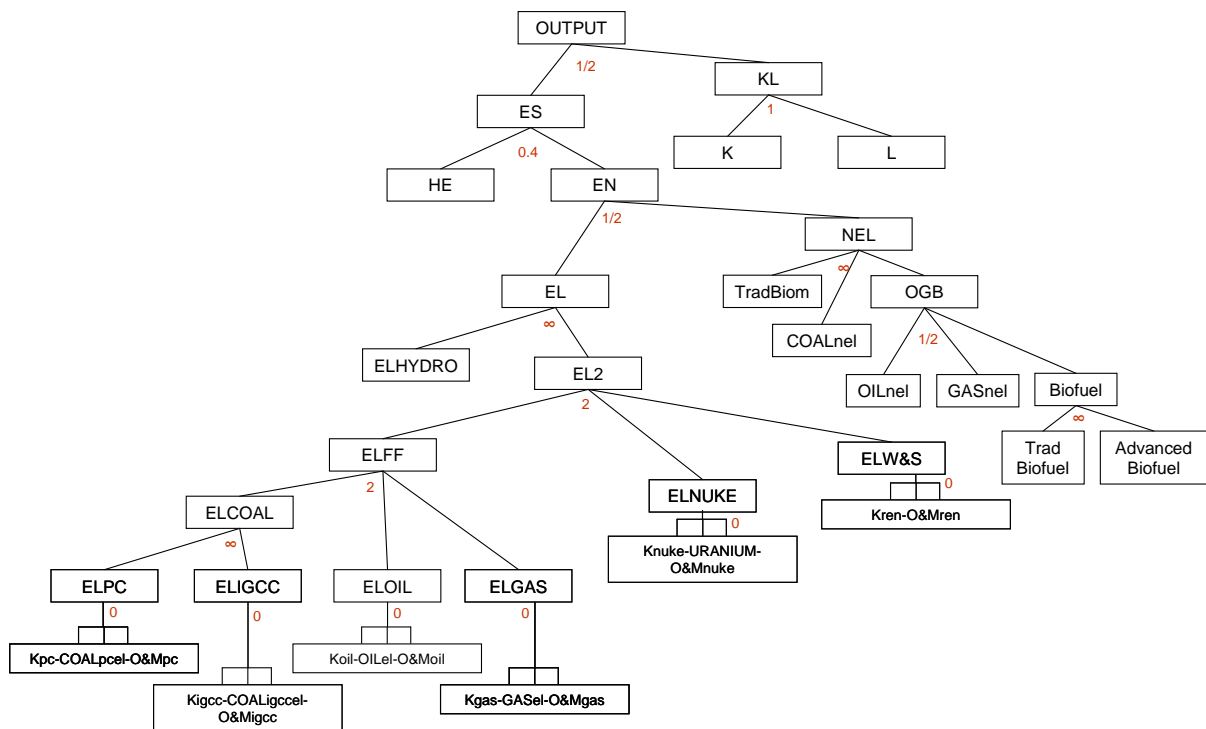 OUTPUT
1/2
KL
ES
1
K
L
0.4
HE
EN
1/2
NEL
∞
TradBiom
OGB
EL
∞
COALnel
1/2
ELHYDRO
EL2
OILnel
GASnel
Biofuel
2
∞
ELFF
ELW&S
Trad
Biofuel
Advanced
Biofuel
2
0
ELNUKE
ELCOAL
Kren-O&Mren
0
∞
Knuke-URANIUM-
O&Mnuke
ELPC
ELIGCC
ELOIL
ELGAS
0
0
0
0
Kpc-COALpcel-O&Mpc
Koil-OILel-O&Moil
Kigcc-COALigccel-
O&Migcc
Kgas-GASel-O&Mgas